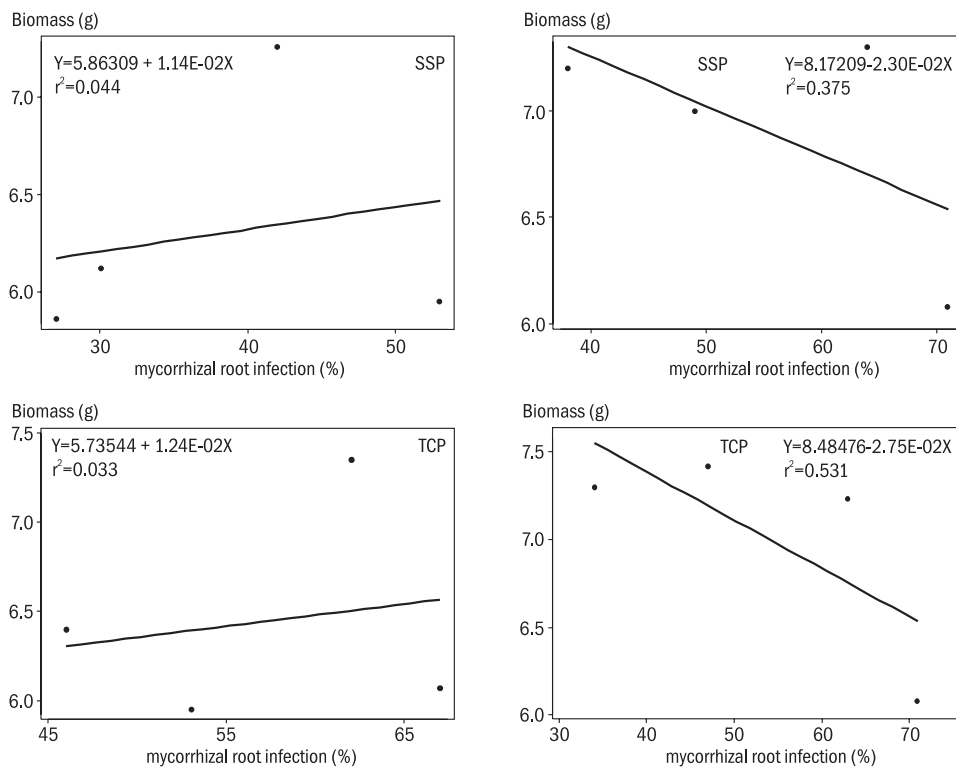 Biomass (g)
Y=5.86309 + 1.14E-02X
SSP
r²=0.044
7.0
6.5
6.0
30 40 50
mycorrhizal root infection (%)
Biomass (g)
SSP
Y=8.17209-2.30E-02X
r²=0.375
7.0
6.5
6.0
40 50 60 70
mycorrhizal root infection (%)
Biomass (g)
7.5
Y=5.73544 + 1.24E-02X
TCP
r²=0.033
7.0
6.5
6.0
45 55 65
mycorrhizal root infection (%)
Biomass (g)
TCP
Y=8.48476-2.75E-02X
r²=0.531
7.5
7.0
6.5
6.0
30 40 50 60 70
mycorrhizal root infection (%)